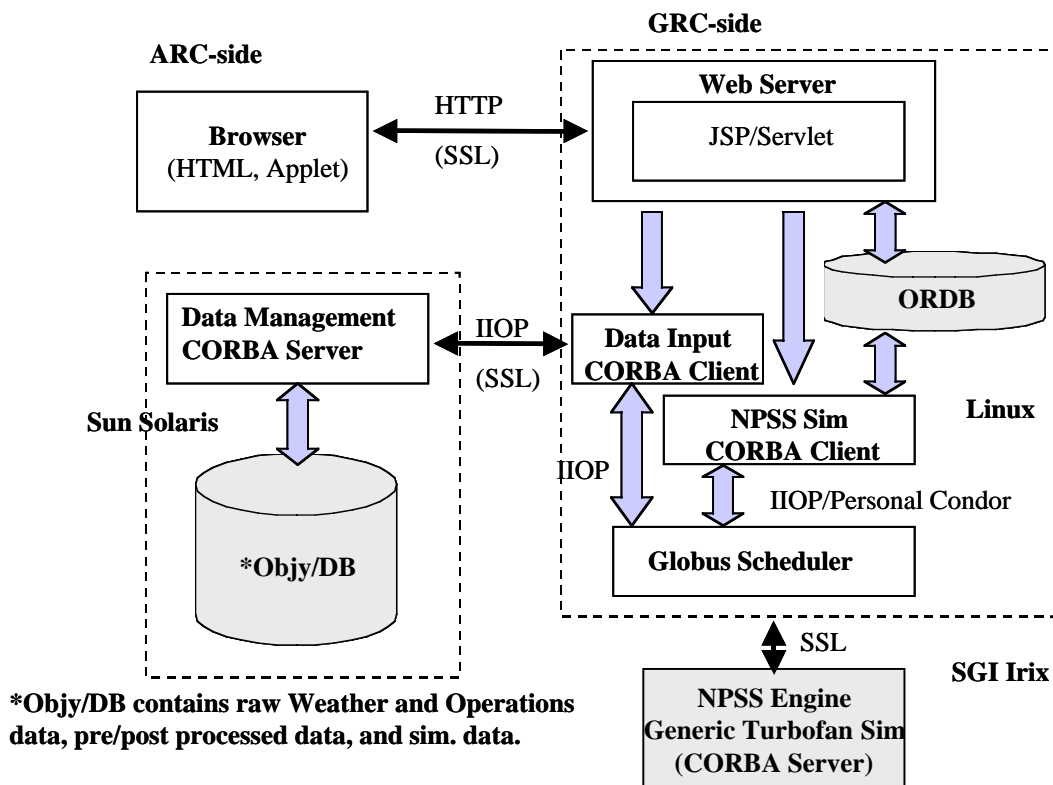 GRC-side
ARC-side
Web Server
JSP/Servlet
HTTP
(SSL)
Browser
(HTML, Applet)
ORDB
Data Management
CORBA Server
IIOP
(SSL)
Data Input
CORBA Client
Sun Solaris
NPSS Sim
CORBA Client
Linux
IIOP
IIOP/Personal Condor
*Objy/DB
Globus Scheduler
SSL
SGI Irix
*Objy/DB contains raw Weather and Operations
data, pre/post processed data, and sim. data.
NPSS Engine
Generic Turbofan Sim
(CORBA Server)